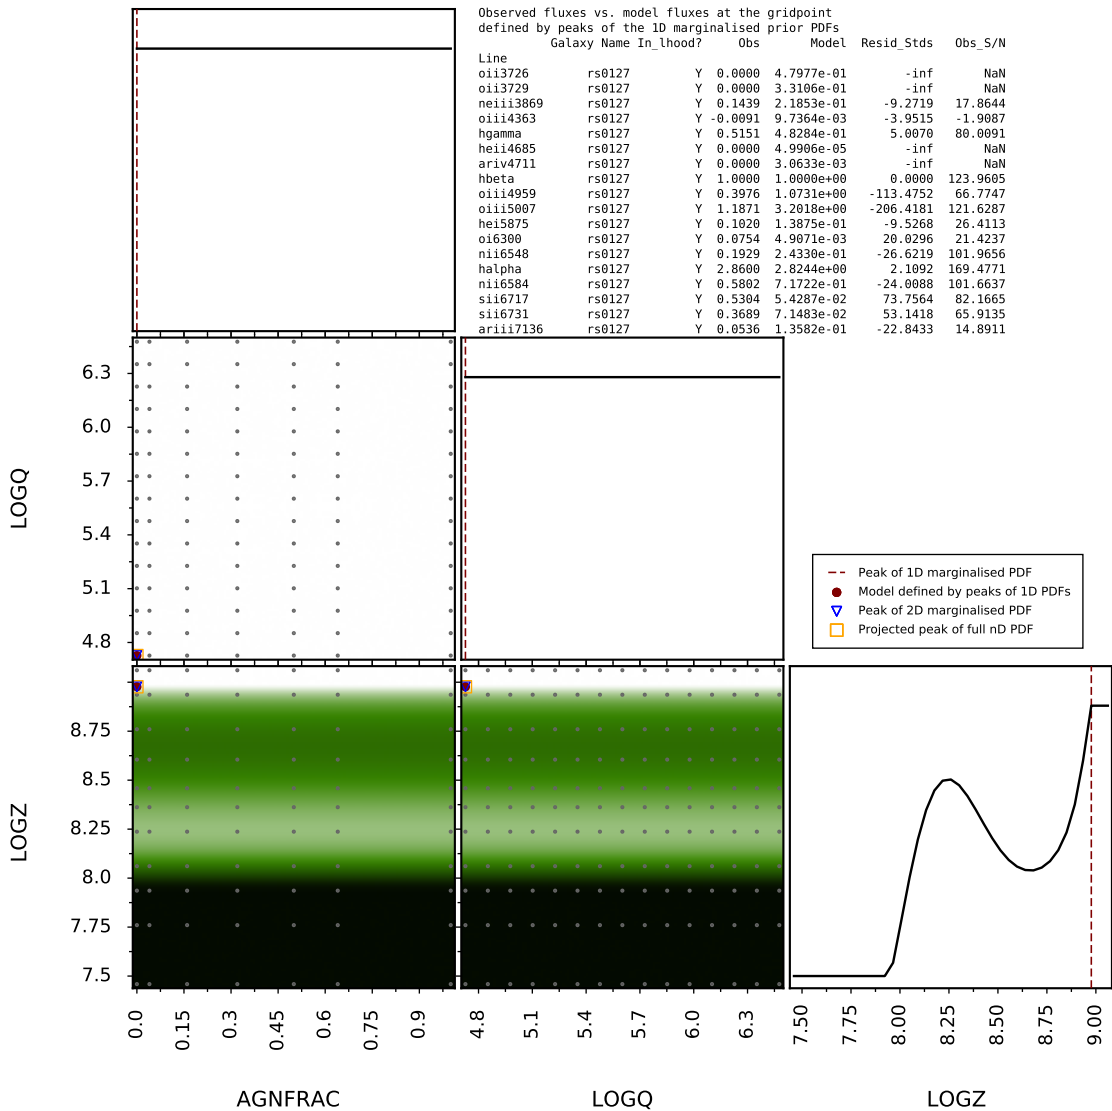 Observed fluxes vs. model fluxes at the gridpoint
defined by peaks of the 1D marginalised prior PDFs
Galaxy Name In_lhood? Obs Model Resid_Stds Obs_S/N
Line
oii3726 rs0127 Y 0.0000 4.7977e-01 -inf NaN
oii3729 rs0127 Y 0.0000 3.3106e-01 -inf NaN
neiii3869 rs0127 Y 0.1439 2.1853e-01 -9.2719 17.8644
oiii4363 rs0127 Y -0.0091 9.7364e-03 -3.9515 -1.9087
hgamma rs0127 Y 0.5151 4.8284e-01 5.0070 80.0091
heii4685 rs0127 Y 0.0000 4.9906e-05 -inf NaN
ariv4711 rs0127 Y 0.0000 3.0633e-03 -inf NaN
hbeta rs0127 Y 1.0000 1.0000e+00 0.0000 123.9605
oiii4959 rs0127 Y 0.3976 1.0731e+00 -113.4752 66.7747
oiii5007 rs0127 Y 1.1871 3.2018e+00 -206.4181 121.6287
hei5875 rs0127 Y 0.1020 1.3875e-01 -9.5268 26.4113
oi6300 rs0127 Y 0.0754 4.9071e-03 20.0296 21.4237
nii6548 rs0127 Y 0.1929 2.4330e-01 -26.6219 101.9656
halpha rs0127 Y 2.8600 2.8244e+00 2.1092 169.4771
nii6584 rs0127 Y 0.5802 7.1722e-01 -24.0088 101.6637
sii6717 rs0127 Y 0.5304 5.4287e-02 73.7564 82.1665
sii6731 rs0127 Y 0.3689 7.1483e-02 53.1418 65.9135
ariii7136 rs0127 Y 0.0536 1.3582e-01 -22.8433 14.8911
LOGQ
6.3
6.0
5.7
5.4
5.1
4.8
Peak of 1D marginalised PDF
Model defined by peaks of 1D PDFs
Peak of 2D marginalised PDF
Projected peak of full nD PDF
LOGZ
8.75
8.5
8.25
8.0
7.75
7.5
0.0 0.15 0.3 0.45 0.6 0.75 0.9
4.8 5.1 5.4 5.7 6.0 6.3
7.50 7.75 8.00 8.25 8.50 8.75 9.00
AGNFRAC LOGQ LOGZ